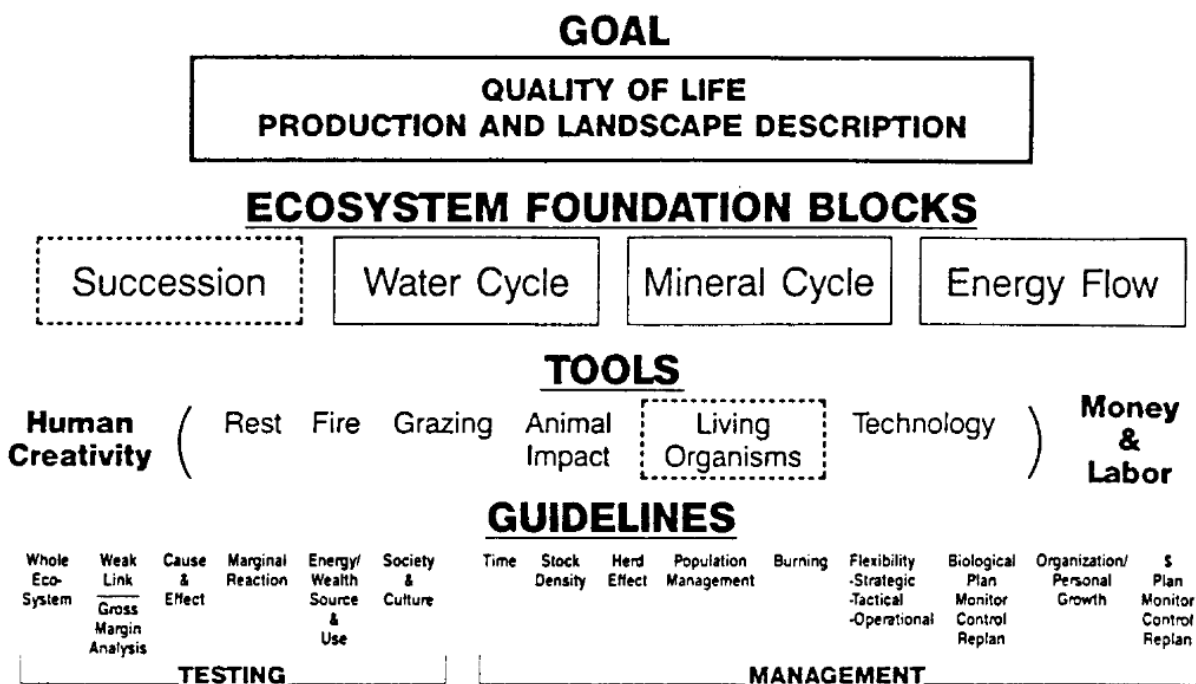 GOAL
QUALITY OF LIFE
PRODUCTION AND LANDSCAPE DESCRIPTION
ECOSYSTEM FOUNDATION BLOCKS
Succession
Water Cycle
Mineral Cycle
Energy Flow
TOOLS
Human
Creativity
( Rest
Fire
Grazing
Animal
Impact
Living
Organisms
Technology )
Money
&
Labor
GUIDELINES
Whole
Eco-
System
Weak
Link
Gross
Margin
Analysis
Cause
&
Effect
Marginal
Reaction
Energy/
Wealth
Source
&
Use
Society
&
Culture
TESTING
Time
Stock
Density
Herd
Effect
Population
Management
Burning
Flexibility
-Strategic
-Tactical
-Operational
Biological
Plan
Monitor
Control
Replan
Organization/
Personal
Growth
$
Plan
Monitor
Control
Replan
MANAGEMENT